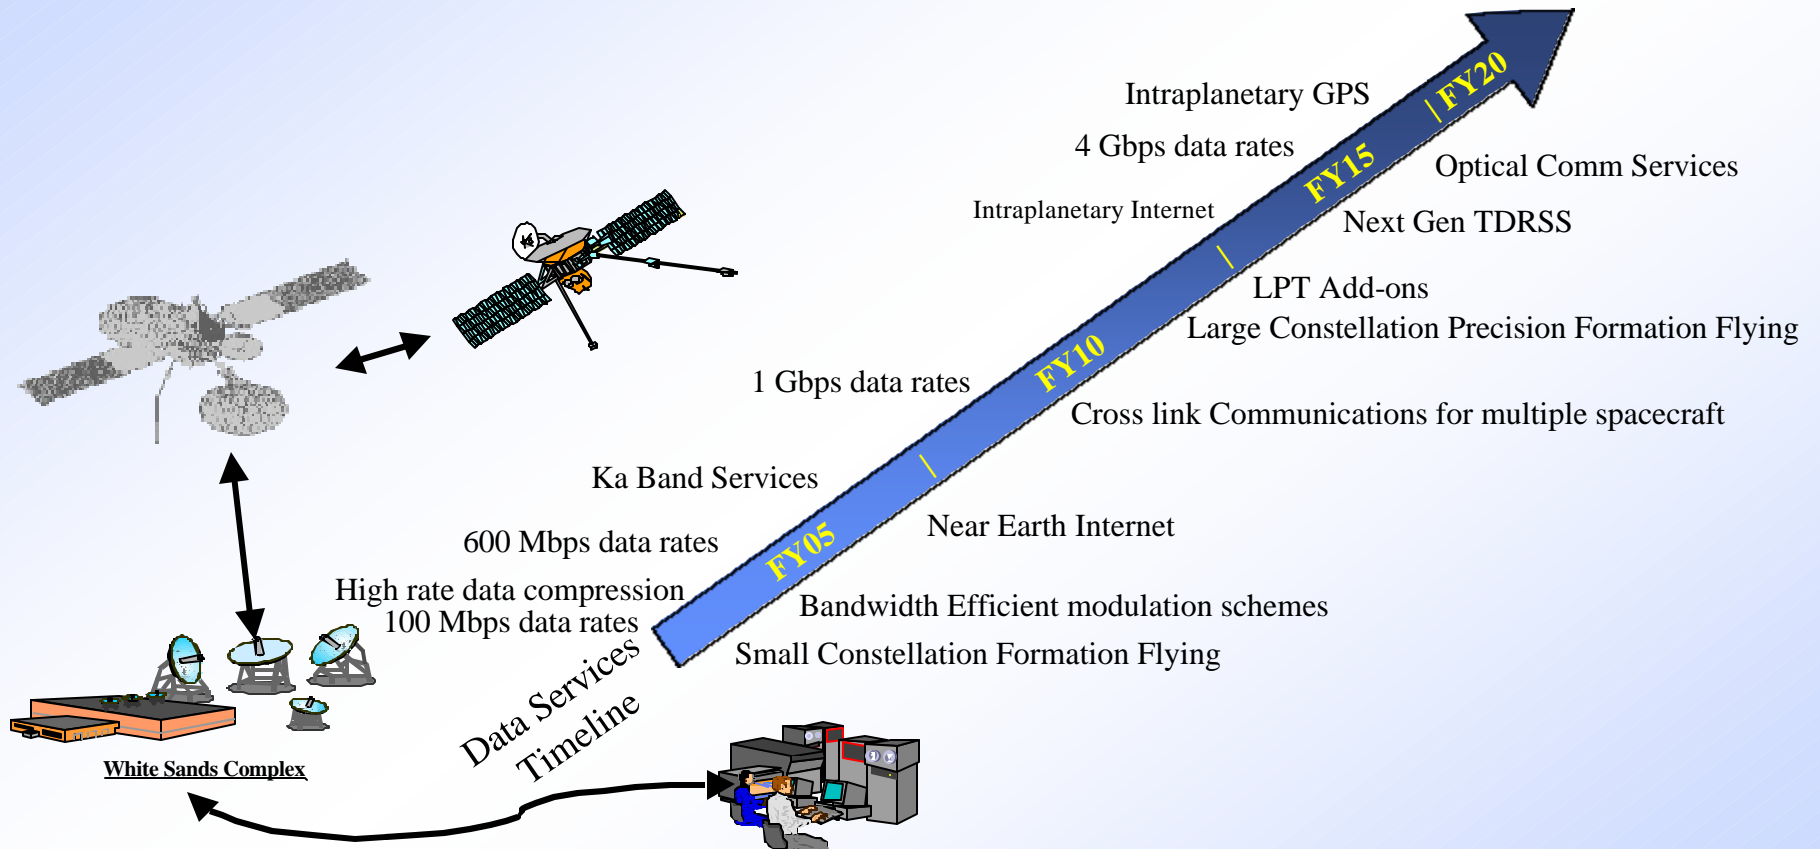 Intraplanetary GPS
4 Gbps data rates
Intraplanetary Internet
1 Gbps data rates
Ka Band Services
600 Mbps data rates
High rate data compression
100 Mbps data rates
FY20
FY15
FY10
FY05
Optical Comm Services
Next Gen TDRSS
LPT Add-ons
Large Constellation Precision Formation Flying
Cross link Communications for multiple spacecraft
Near Earth Internet
Bandwidth Efficient modulation schemes
Small Constellation Formation Flying
Data Services
Timeline
White Sands Complex